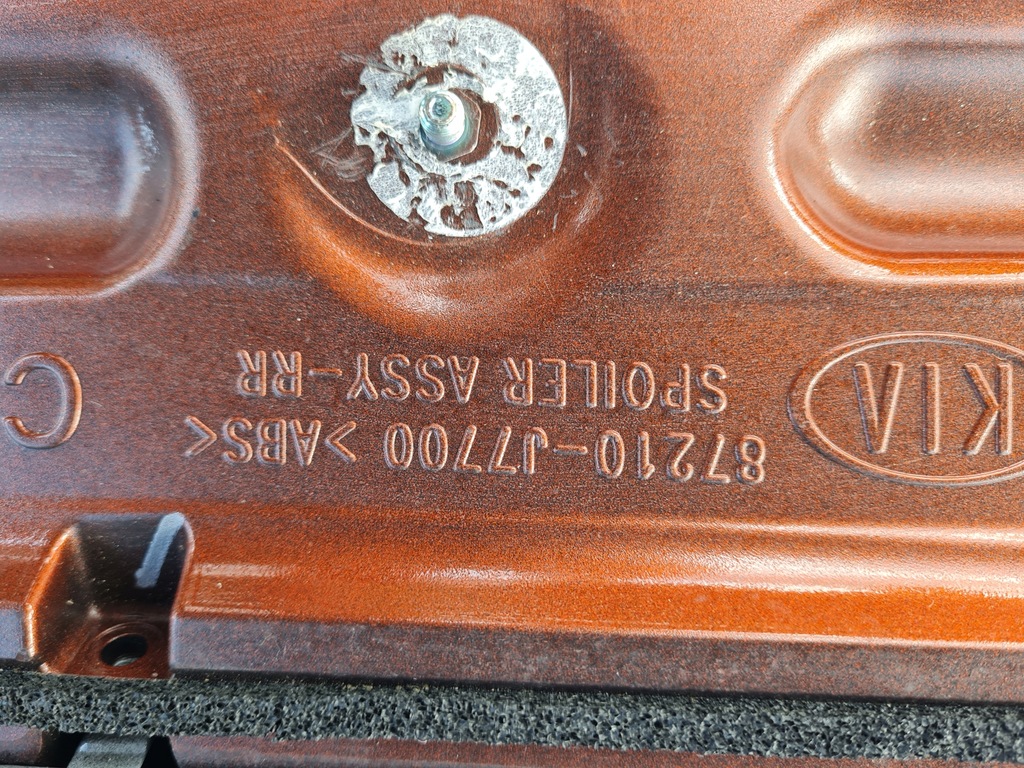 KIA
SPOILER ASSY-RR
87210-J7700 >ABS<
C